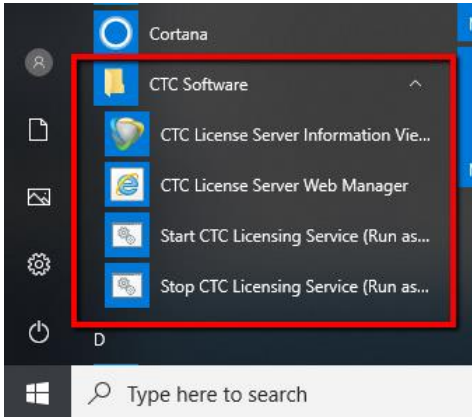 Cortana
CTC Software
CTC License Server Information Vie...
CTC License Server Web Manager
Start CTC Licensing Service (Run as...
Stop CTC Licensing Service (Run as...
D
Type here to search